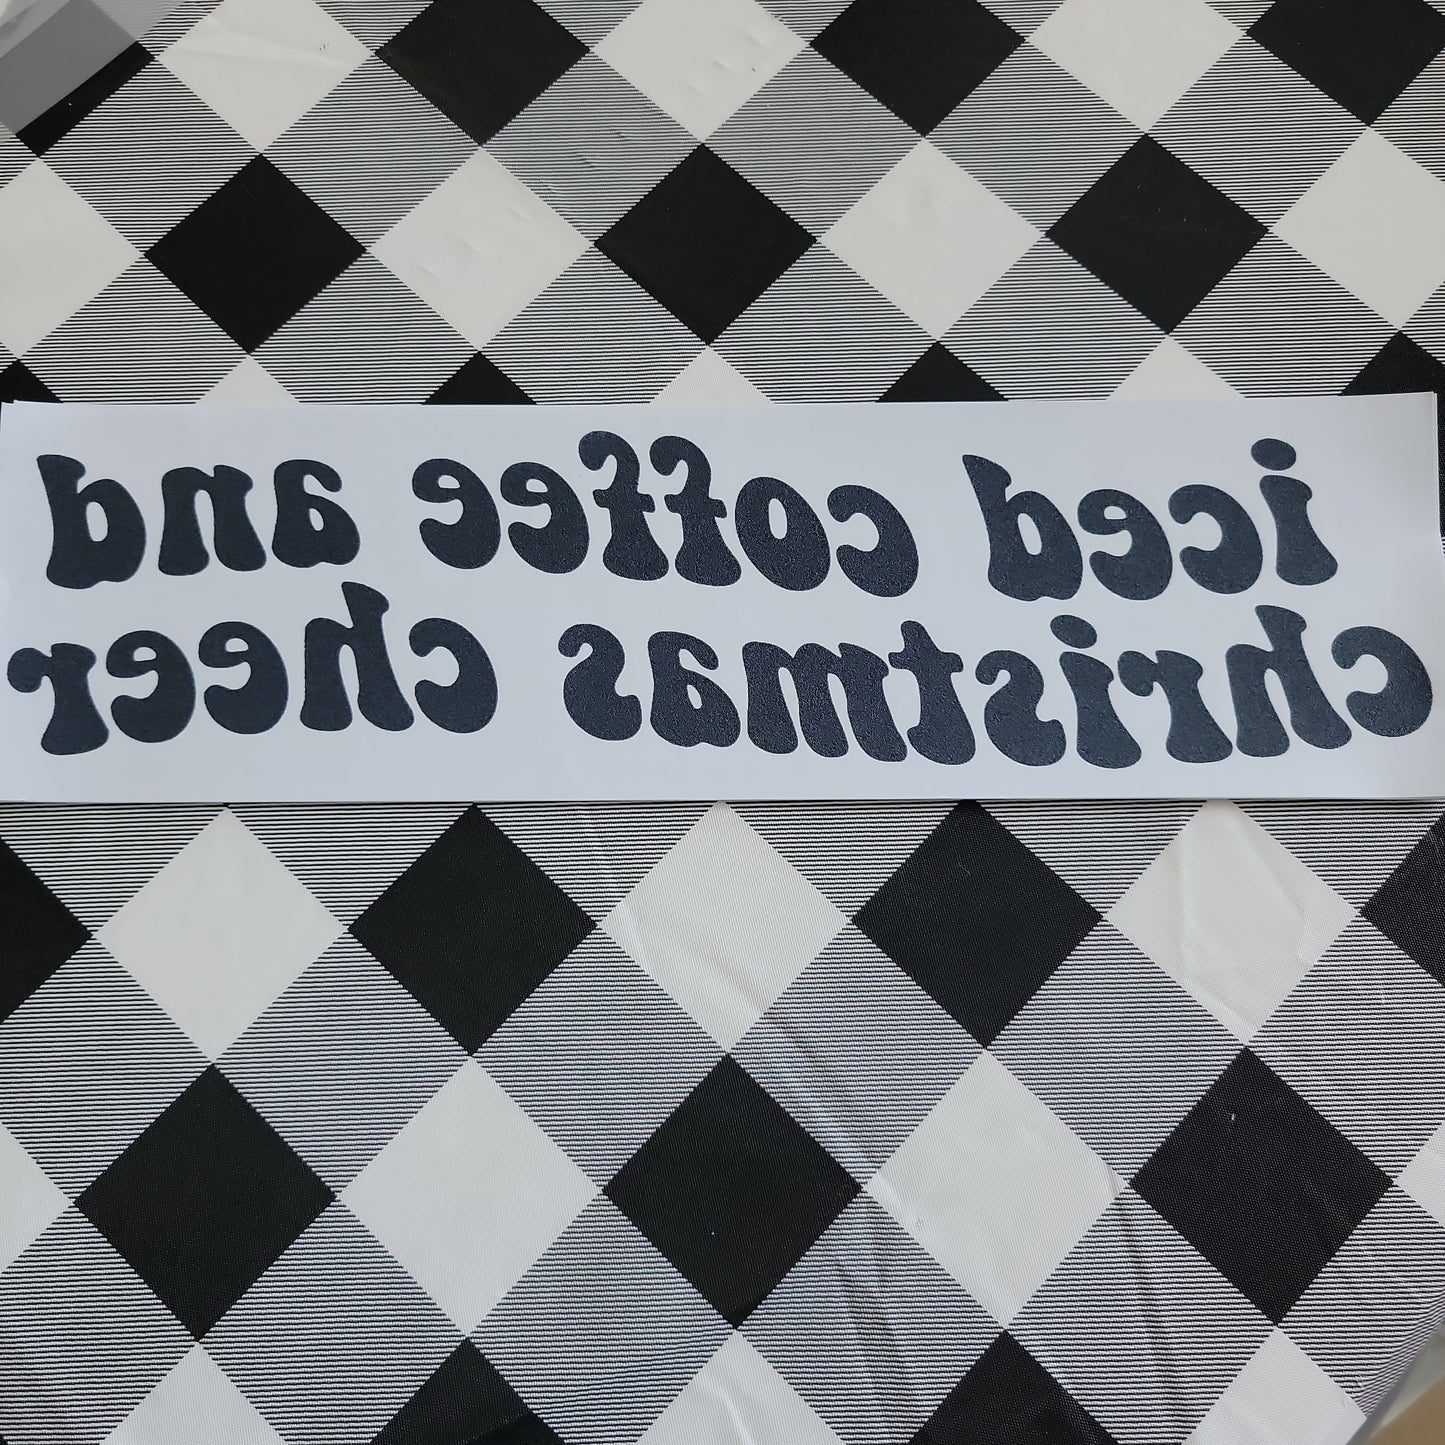 iced coffee and
christmas cheer